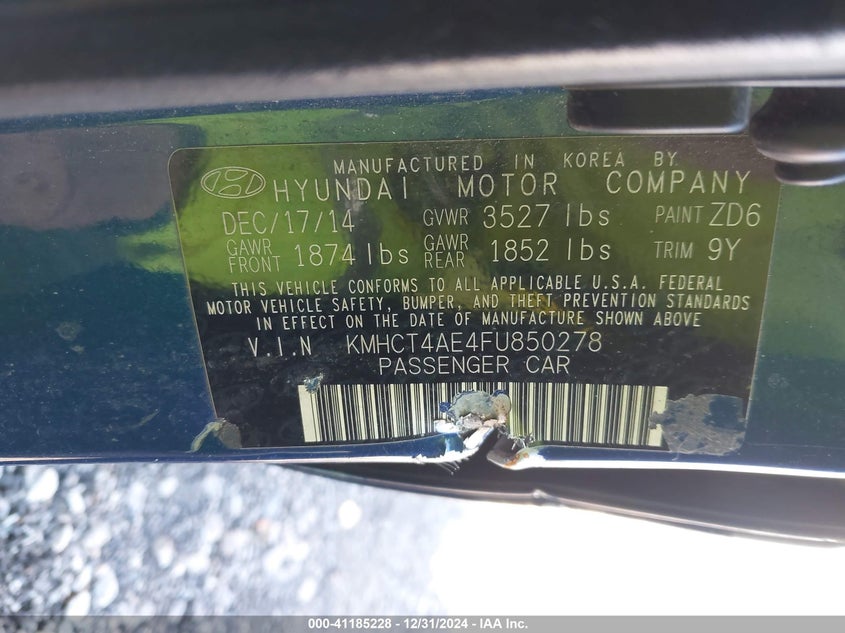 MANUFACTURED IN KOREA BY
HYUNDAI MOTOR COMPANY
DEC/17/14 GVWR 3527 lbs PAINT ZD6
GAWR FRONT 1874 lbs GAWR REAR 1852 lbs TRIM 9Y
THIS VEHICLE CONFORMS TO ALL APPLICABLE U.S.A. FEDERAL
MOTOR VEHICLE SAFETY, BUMPER, AND THEFT PREVENTION STANDARDS
IN EFFECT ON THE DATE OF MANUFACTURE SHOWN ABOVE
V.I.N KMHCT4AE4FU850278
PASSENGER CAR
000-41185228 - 12/31/2024 - IAA Inc.